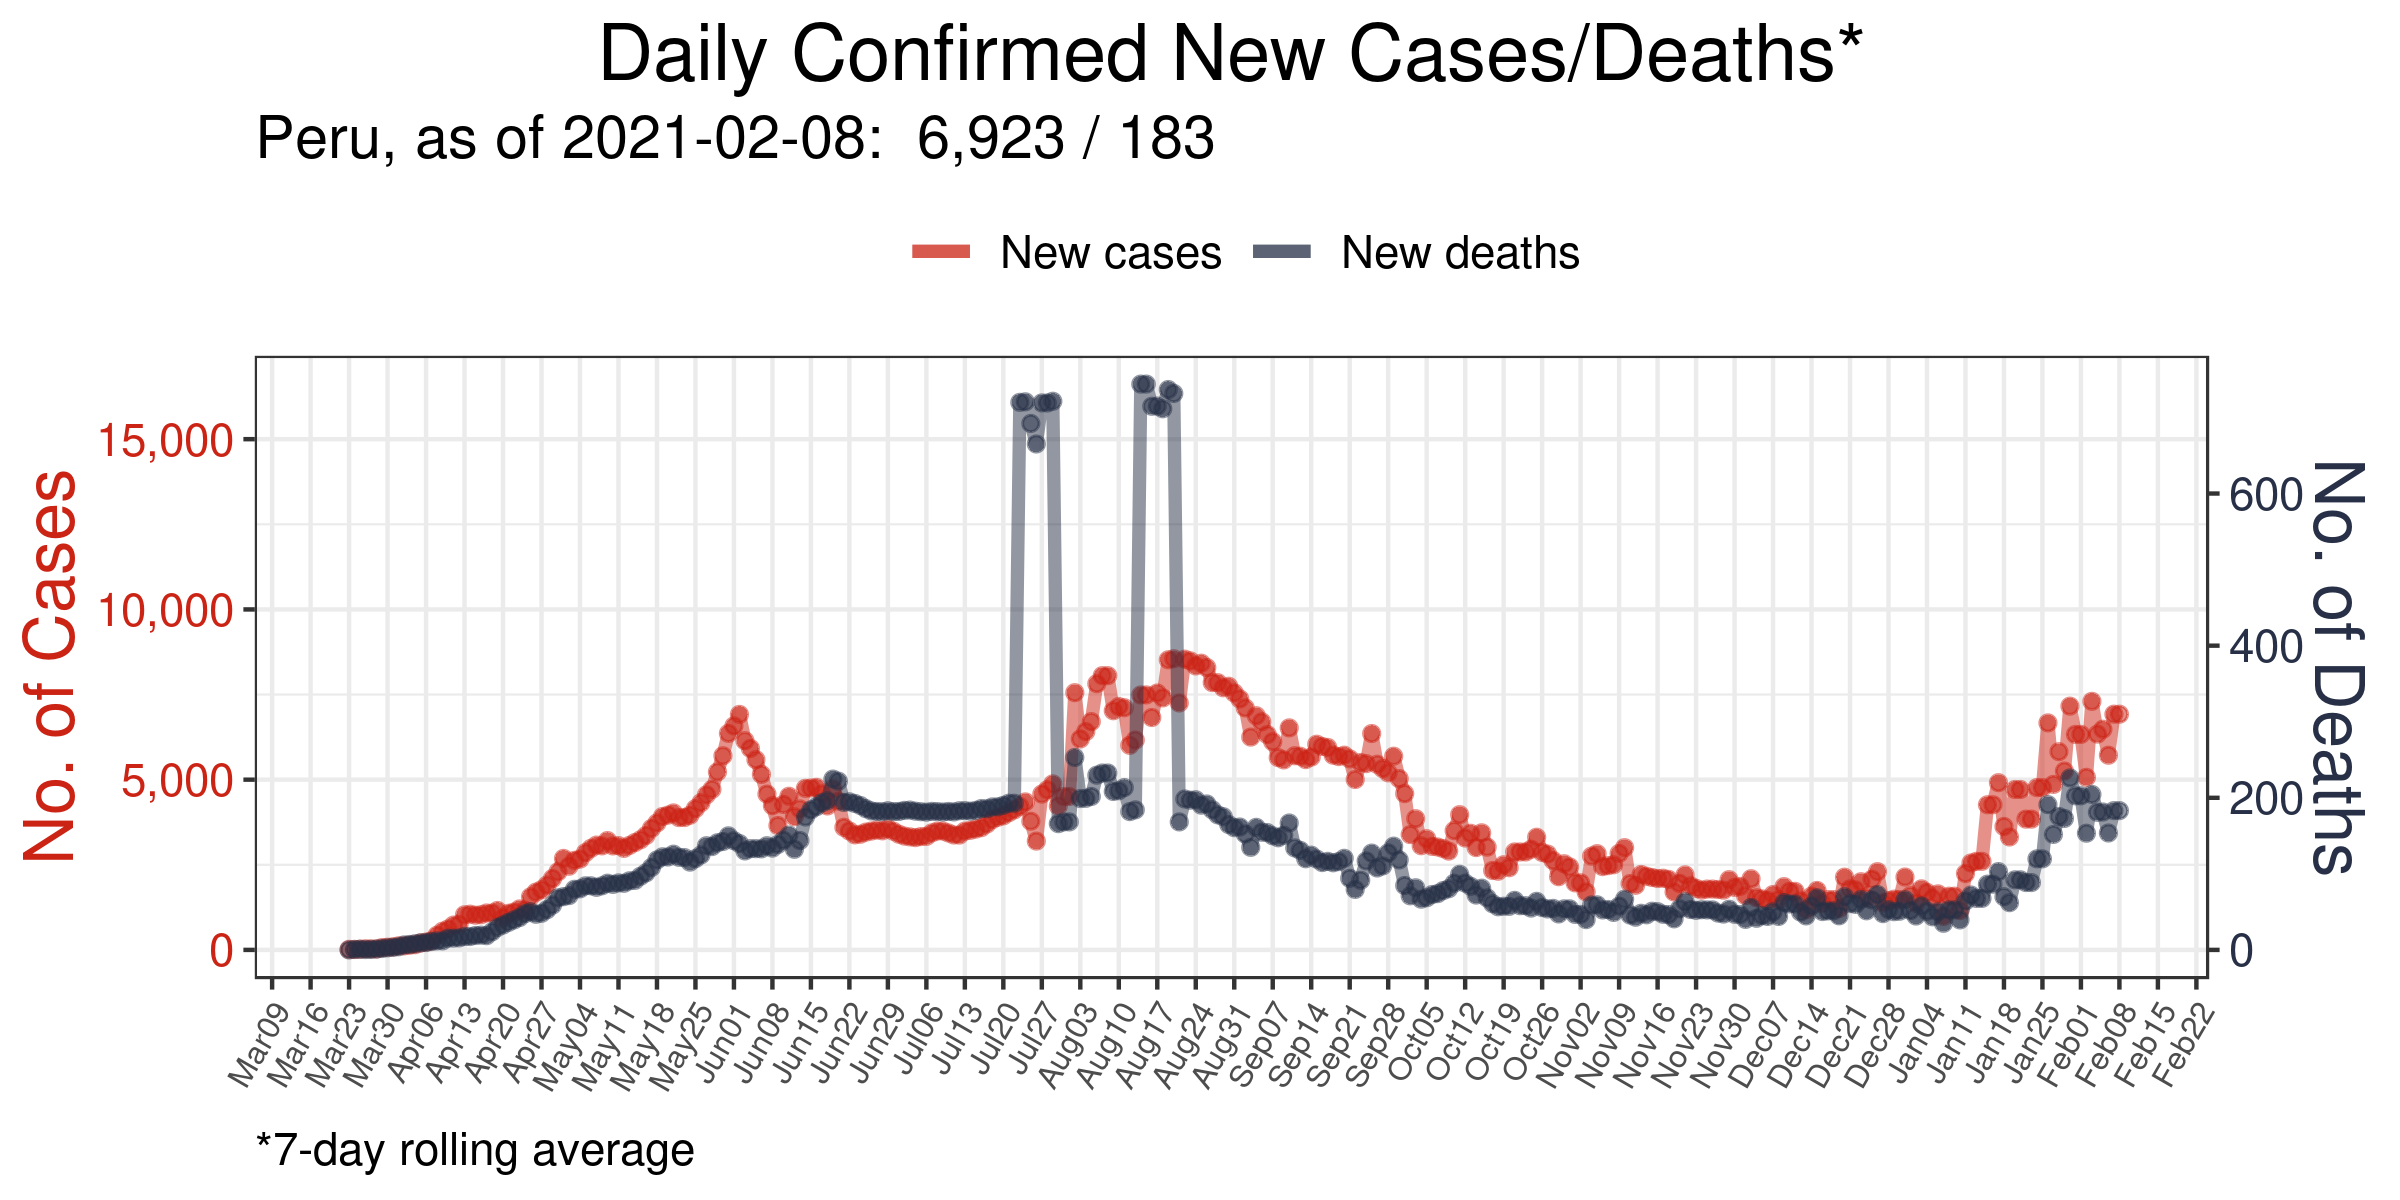 Daily Confirmed New Cases/Deaths*
Peru, as of 2021-02-08:  6,923 / 183
New cases
New deaths
No. of Cases
15,000
10,000
5,000
0
600
400
200
0
No. of Deaths
Mar09
Mar16
Mar23
Mar30
Apr06
Apr13
Apr20
Apr27
May04
May11
May18
May25
Jun01
Jun08
Jun15
Jun22
Jun29
Jul06
Jul13
Jul20
Jul27
Aug03
Aug10
Aug17
Aug24
Aug31
Sep07
Sep14
Sep21
Sep28
Oct05
Oct12
Oct19
Oct26
Nov02
Nov09
Nov16
Nov23
Nov30
Dec07
Dec14
Dec21
Dec28
Jan04
Jan11
Jan18
Jan25
Feb01
Feb08
Feb15
Feb22
*7-day rolling average